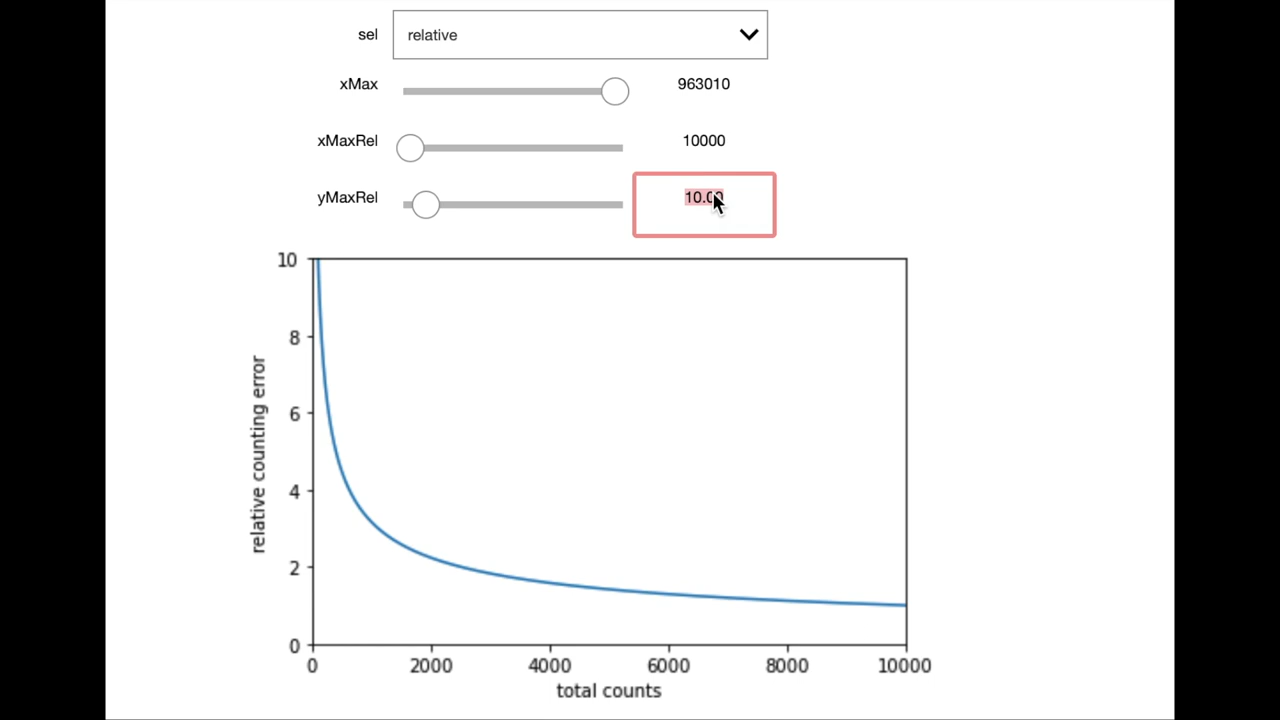 sel relative
xMax 963010
xMaxRel 10000
yMaxRel 10.00
10
8
6
4
2
0
relative counting error
0 2000 4000 6000 8000 10000
total counts